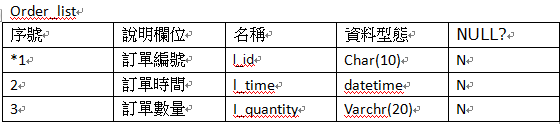 Order_list
序號 說明欄位 名稱 資料型態 NULL?
*1 訂單編號 l_id Char(10) N
2 訂單時間 l_time datetime N
3 訂單數量 l_quantity Varchr(20) N